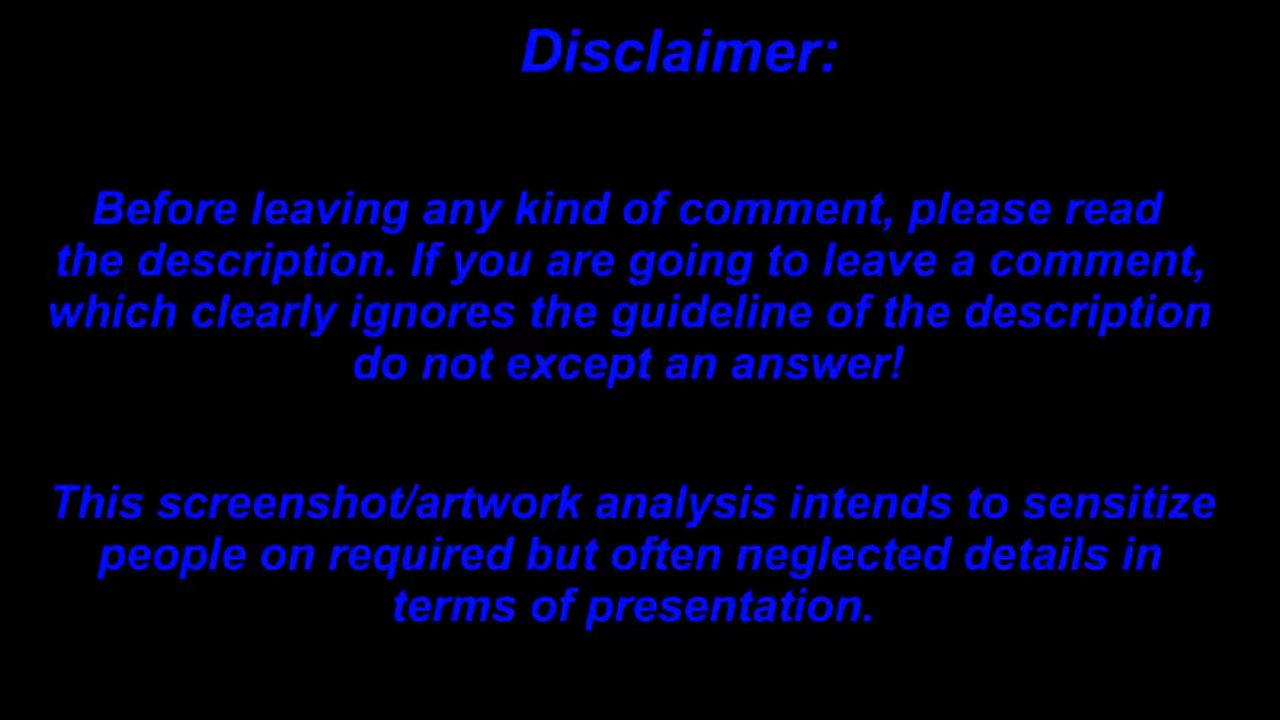 Disclaimer:
Before leaving any kind of comment, please read
the description. If you are going to leave a comment,
which clearly ignores the guideline of the description
do not except an answer!
This screenshot/artwork analysis intends to sensitize
people on required but often neglected details in
terms of presentation.